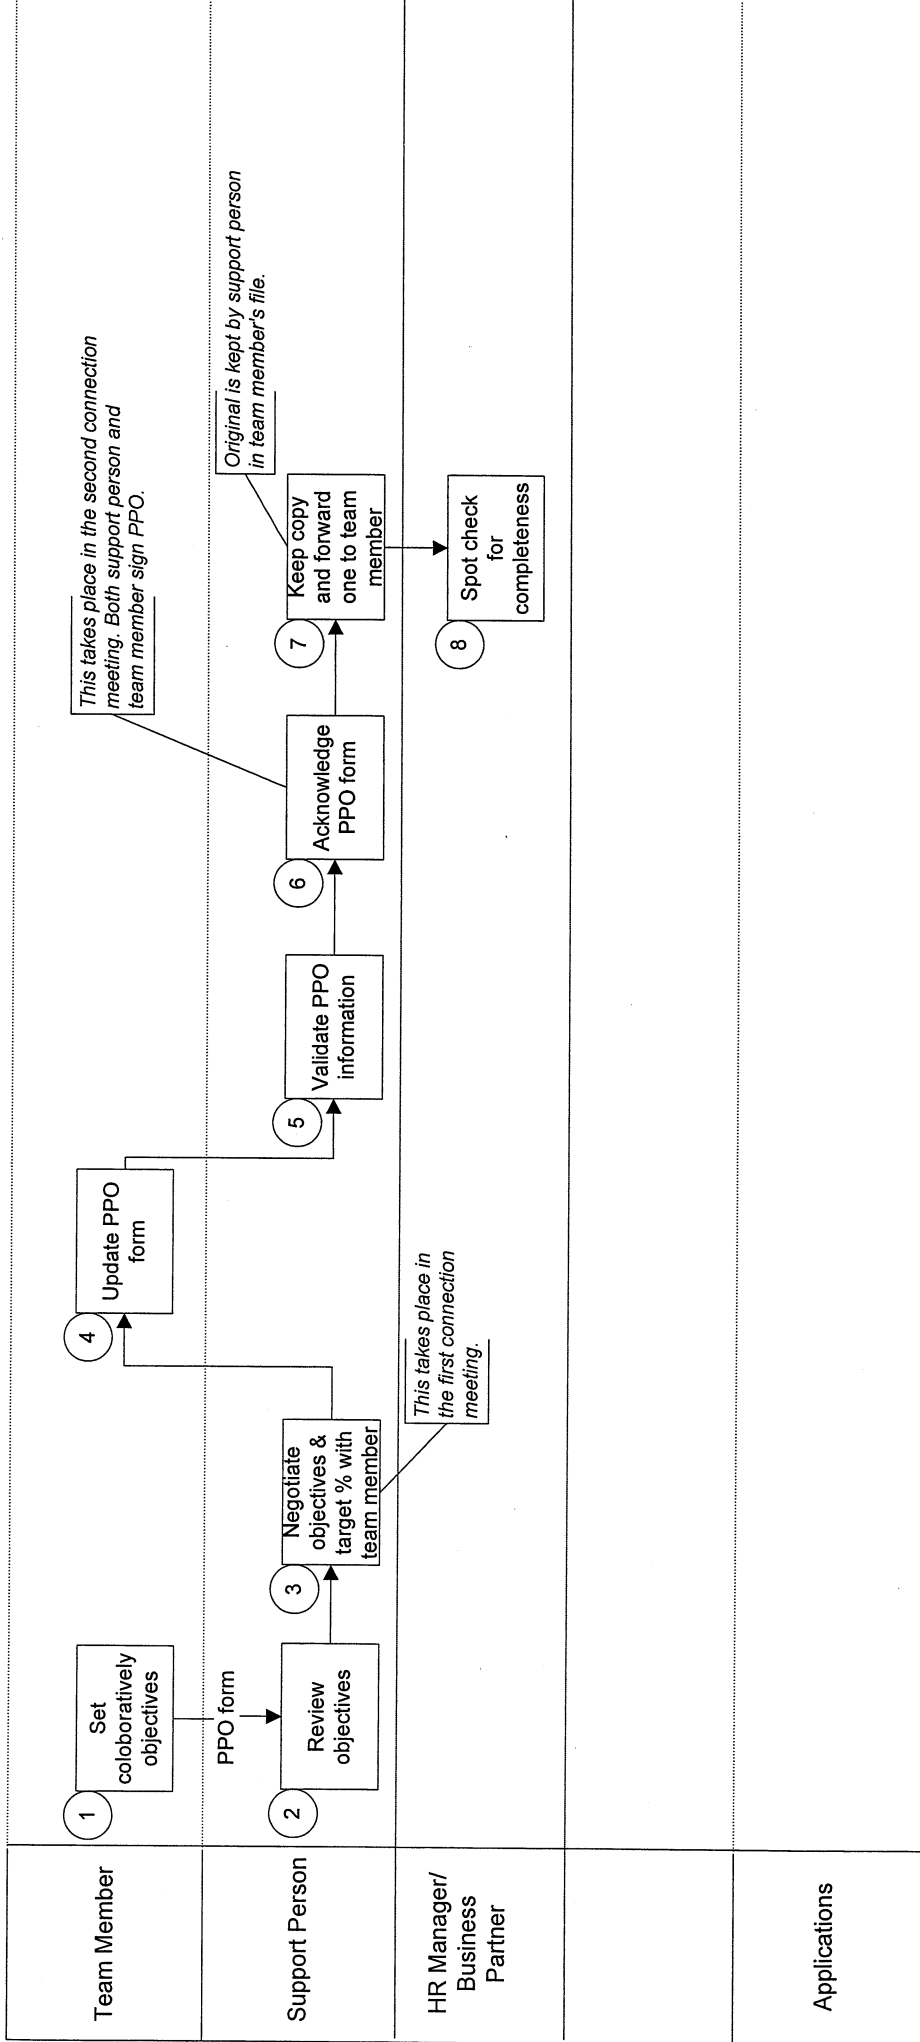 Team Member
Support Person
HR Manager/
Business
Partner
Applications
1
Set
coloboratively
objectives
PPO form
2
Review
objectives
3
Negotiate
objectives &
target % with
team member
This takes place in
the first connection
meeting.
4
Update PPO
form
5
Validate PPO
information
6
Acknowledge
PPO form
This takes place in the second connection
meeting. Both support person and
team member sign PPO.
7
Keep copy
and forward
one to team
member
Original is kept by support person
in team member's file.
8
Spot check
for
completeness